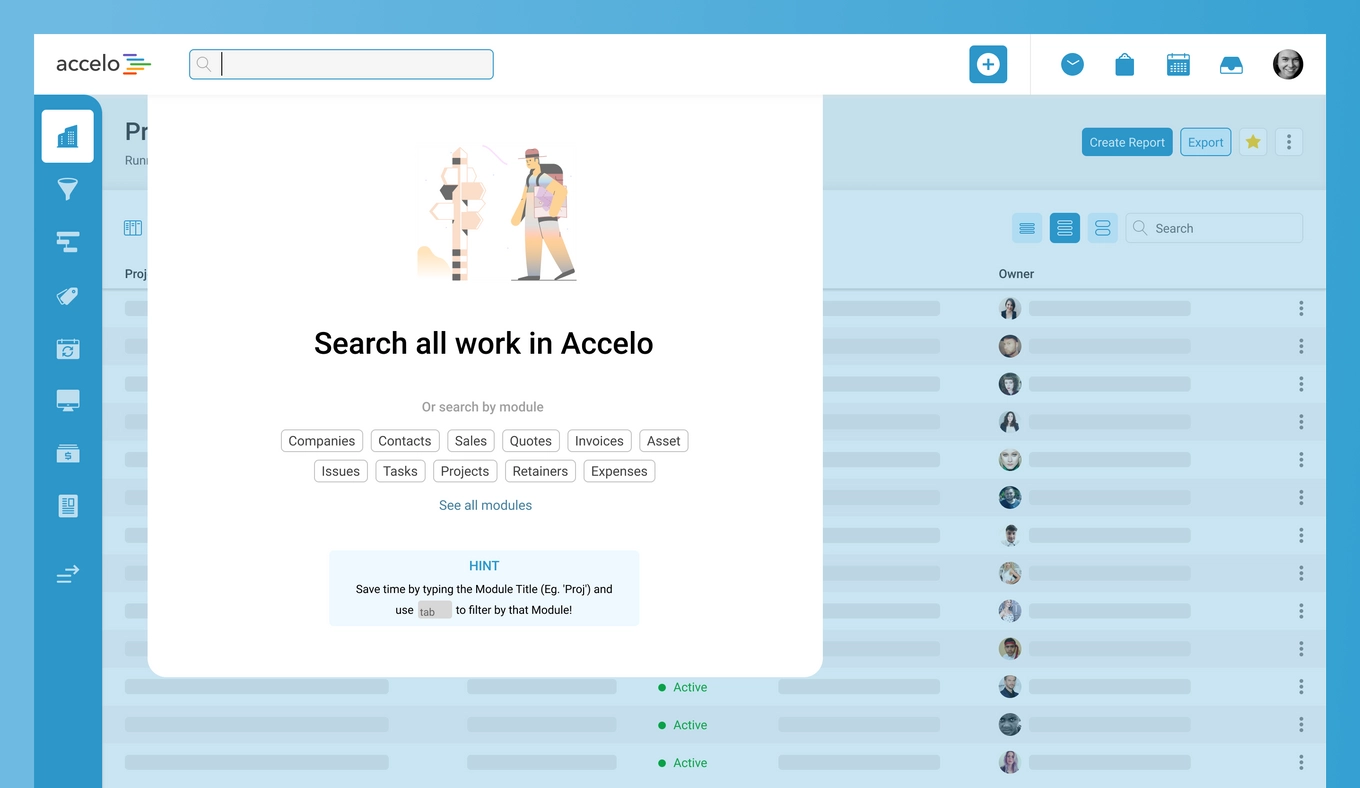 accelo
Pr
Runn
Create Report
Export
Search
Proj
Owner
Search all work in Accelo
Or search by module
Companies Contacts Sales Quotes Invoices Asset
Issues Tasks Projects Retainers Expenses
See all modules
HINT
Save time by typing the Module Title (Eg. 'Proj') and
use tab to filter by that Module!
Active
Active
Active